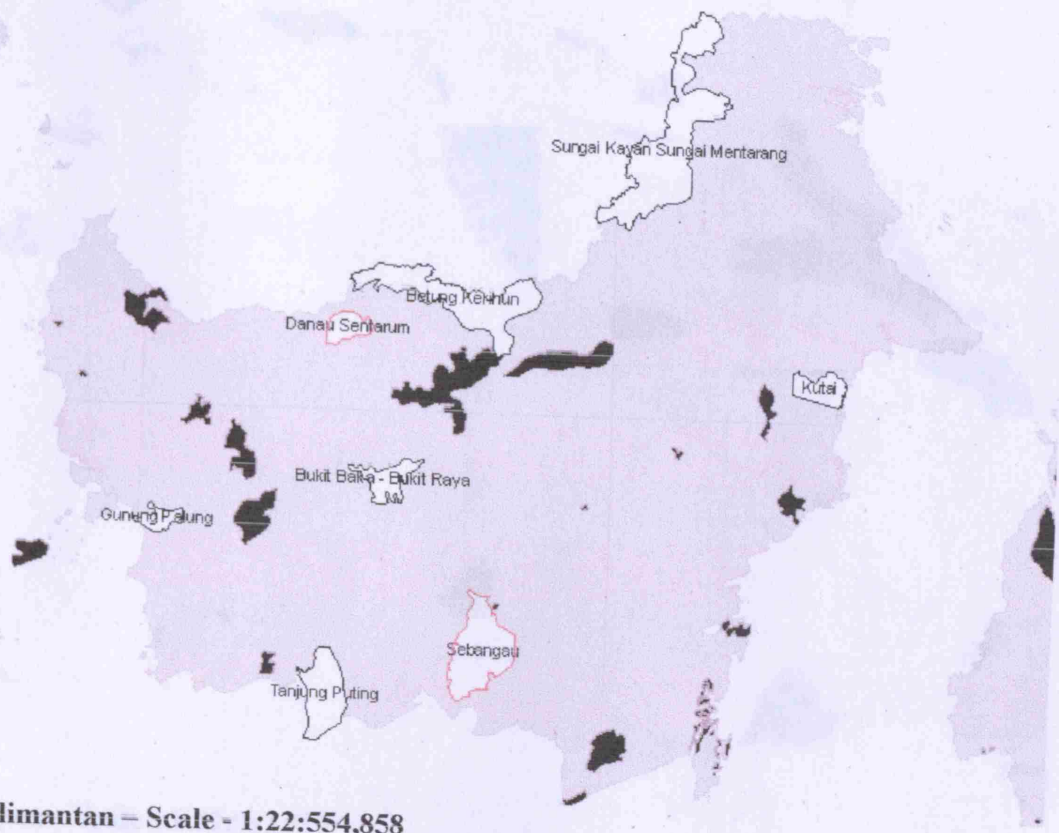 Sungai Kayan Sungai Mentarang
Betung Kerihun
Danau Sentarum
Kutai
Bukit Baka - Bukit Raya
Gunung Palung
Sebangau
Tanjung Puting
limantan – Scale - 1:22:554,858